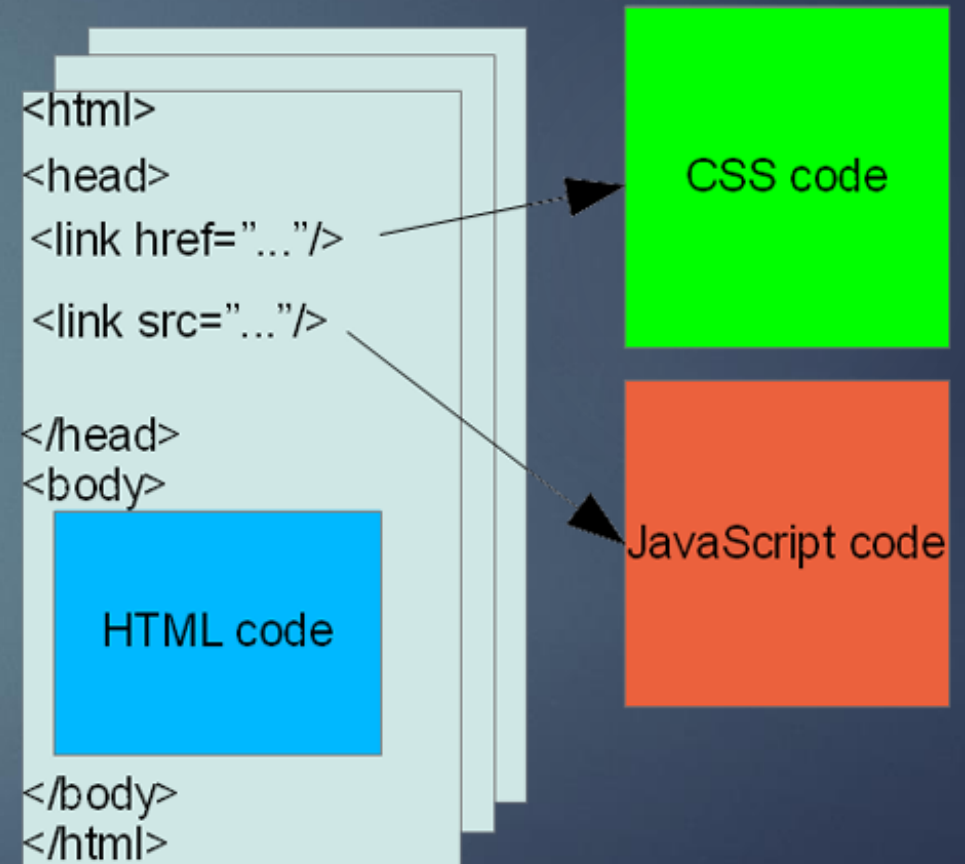 <html>
<head>
<link href=”...”/>
<link src=”...”/>
</head>
<body>
HTML code
</body>
</html>
CSS code
JavaScript code